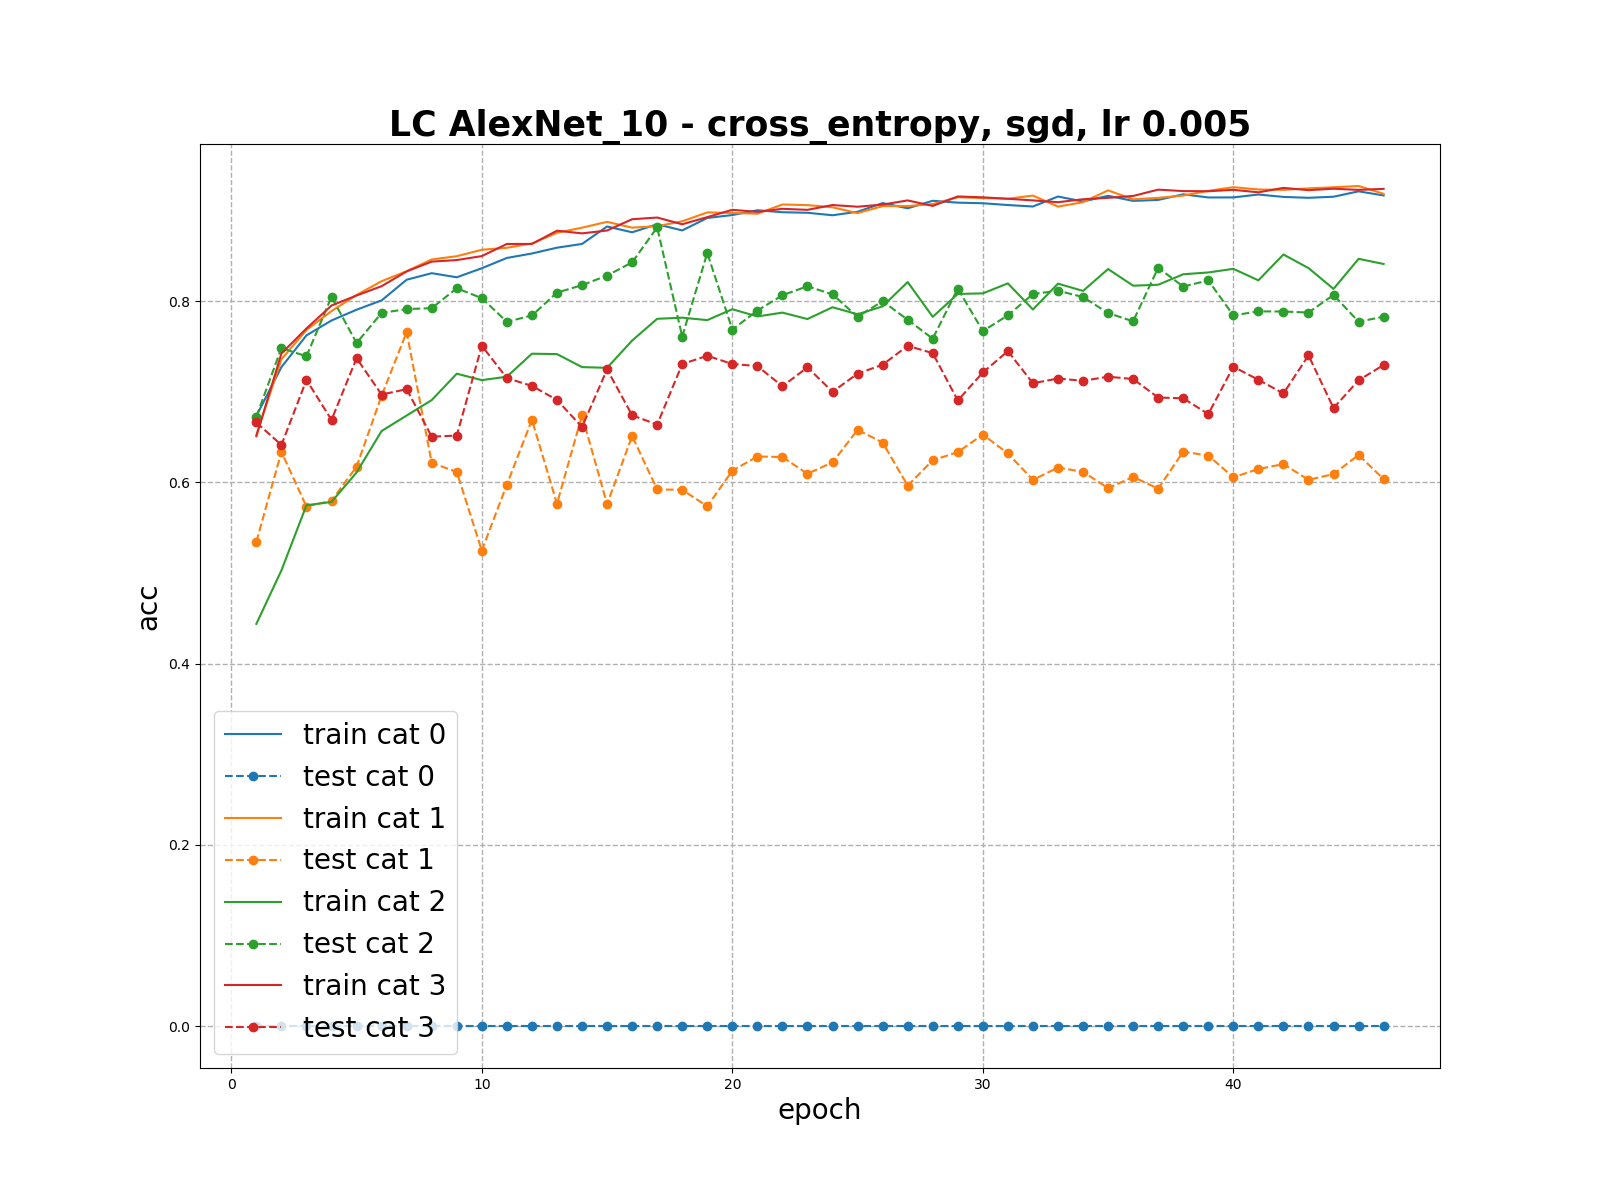 LC AlexNet_10 - cross_entropy, sgd, lr 0.005
acc
0.8
0.6
0.4
0.2
0.0
train cat 0
test cat 0
train cat 1
test cat 1
train cat 2
test cat 2
train cat 3
test cat 3
0 10 20 30 40
epoch